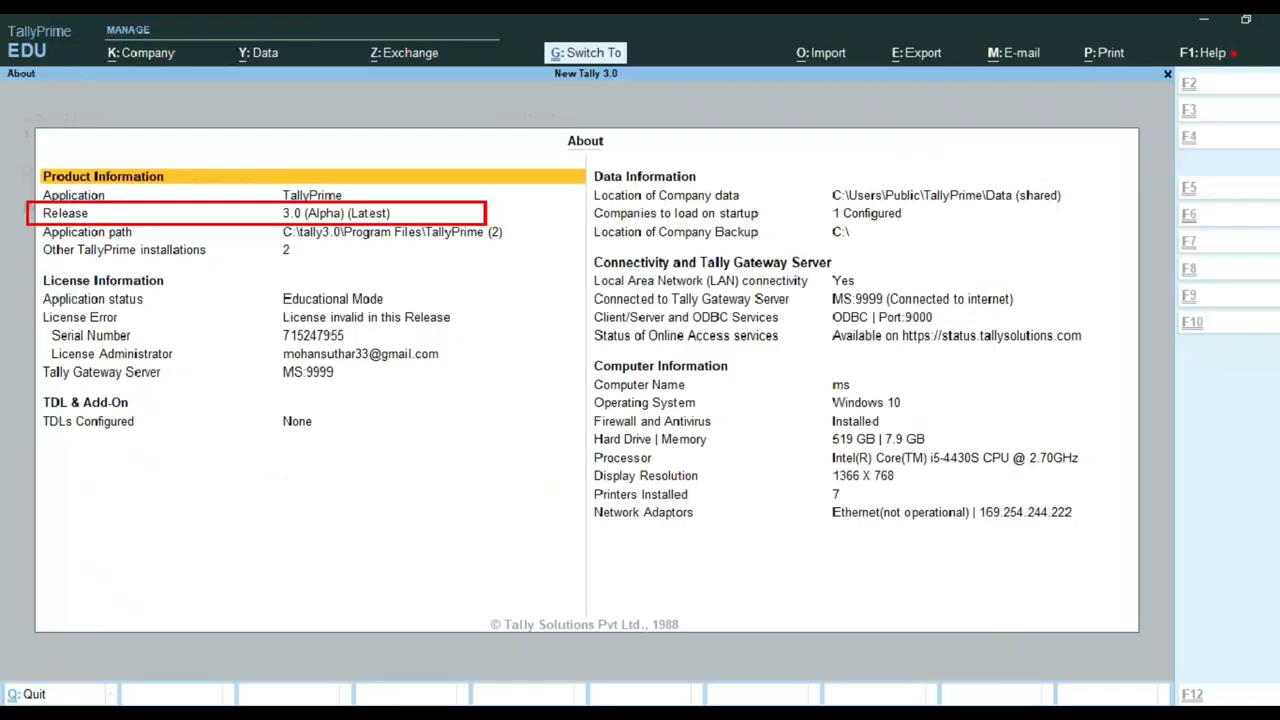 TallyPrime
EDU
MANAGE
K: Company
Y: Data
Z: Exchange
G: Switch To
O: Import
E: Export
M: E-mail
P: Print
F1: Help
About
New Tally 3.0
x
About
Product Information
Application TallyPrime
Release 3.0 (Alpha) (Latest)
Application path C:\tally3.0\Program Files\TallyPrime (2)
Other TallyPrime installations 2
License Information
Application status Educational Mode
License Error License invalid in this Release
Serial Number 715247955
License Administrator mohansuthar33@gmail.com
Tally Gateway Server MS:9999
TDL & Add-On
TDLs Configured None
Data Information
Location of Company data C:\Users\Public\TallyPrime\Data (shared)
Companies to load on startup 1 Configured
Location of Company Backup C:\
Connectivity and Tally Gateway Server
Local Area Network (LAN) connectivity Yes
Connected to Tally Gateway Server MS:9999 (Connected to internet)
Client/Server and ODBC Services ODBC | Port:9000
Status of Online Access services Available on https://status.tallysolutions.com
Computer Information
Computer Name ms
Operating System Windows 10
Firewall and Antivirus Installed
Hard Drive | Memory 519 GB | 7.9 GB
Processor Intel(R) Core(TM) i5-4430S CPU @ 2.70GHz
Display Resolution 1366 X 768
Printers Installed 7
Network Adaptors Ethernet(not operational) | 169.254.244.222
© Tally Solutions Pvt Ltd., 1988
F2
F3
F4
F5
F6
F7
F8
F9
F10
F12
Q: Quit